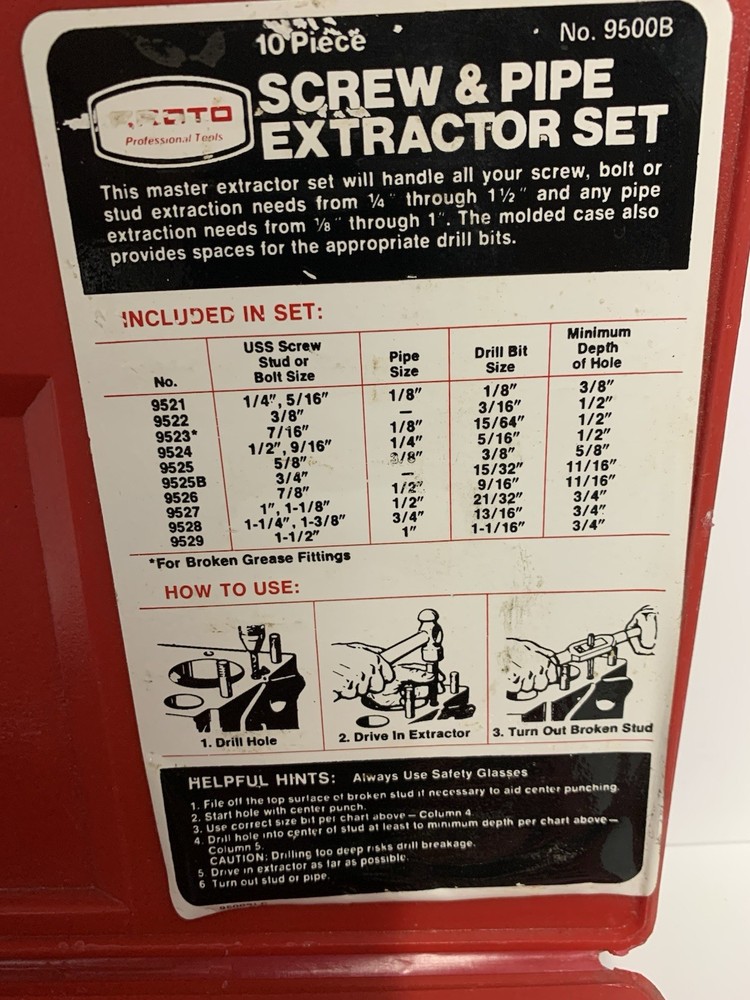 10 Piece
No. 9500B
SCREW & PIPE
EXTRACTOR SET
Professional Tools
This master extractor set will handle all your screw, bolt or
stud extraction needs from ¼" through 1½" and any pipe
extraction needs from ⅛" through 1". The molded case also
provides spaces for the appropriate drill bits.
INCLUDED IN SET:
No. USS Screw Stud or Bolt Size Pipe Size Drill Bit Size Minimum Depth of Hole
9521 1/4", 5/16" 1/8" 1/8" 3/8"
9522 3/8" — 3/16" 1/2"
9523* 7/16" 1/8" 15/64" 1/2"
9524 1/2", 9/16" 1/4" 5/16" 1/2"
9525 5/8" 3/8" 3/8" 5/8"
9525B 3/4" — 15/32" 11/16"
9526 7/8" 1/2" 9/16" 11/16"
9527 1", 1-1/8" 1/2" 21/32" 3/4"
9528 1-1/4", 1-3/8" 3/4" 13/16" 3/4"
9529 1-1/2" 1" 1-1/16" 3/4"
*For Broken Grease Fittings
HOW TO USE:
1. Drill Hole
2. Drive In Extractor
3. Turn Out Broken Stud
HELPFUL HINTS: Always Use Safety Glasses
1. File off the top surface of broken stud if necessary to aid center punching.
2. Start hole with center punch.
3. Use correct size bit per chart above — Column 4
4. Drill hole into center of stud at least to minimum depth per chart above —
Column 5.
CAUTION: Drilling too deep risks drill breakage.
5 Drive in extractor as far as possible.
6 Turn out stud or pipe.